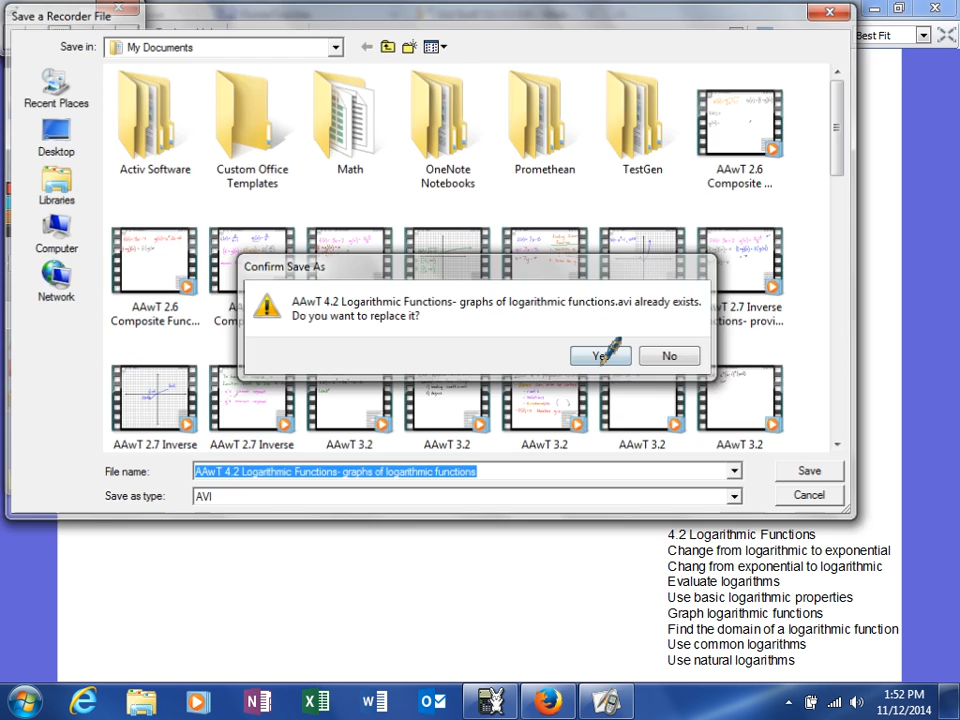 Save a Recorder File
Best Fit
Save in:
My Documents
Recent Places
Desktop
Libraries
Computer
Network
Activ Software
Custom Office
Templates
Math
OneNote
Notebooks
Promethean
TestGen
AAwT 2.6
Composite ...
AAwT 2.6
Composite Func...
2.7 Inverse
ons- provi...
Confirm Save As
AAwT 4.2 Logarithmic Functions- graphs of logarithmic functions.avi already exists.
Do you want to replace it?
Yes
No
AAwT 2.7 Inverse
AAwT 2.7 Inverse
AAwT 3.2
AAwT 3.2
AAwT 3.2
AAwT 3.2
AAwT 3.2
File name:
AAwT 4.2 Logarithmic Functions- graphs of logarithmic functions
Save
Save as type:
AVI
Cancel
4.2 Logarithmic Functions
Change from logarithmic to exponential
Chang from exponential to logarithmic
Evaluate logarithms
Use basic logarithmic properties
Graph logarithmic functions
Find the domain of a logarithmic function
Use common logarithms
Use natural logarithms
1:52 PM
11/12/2014